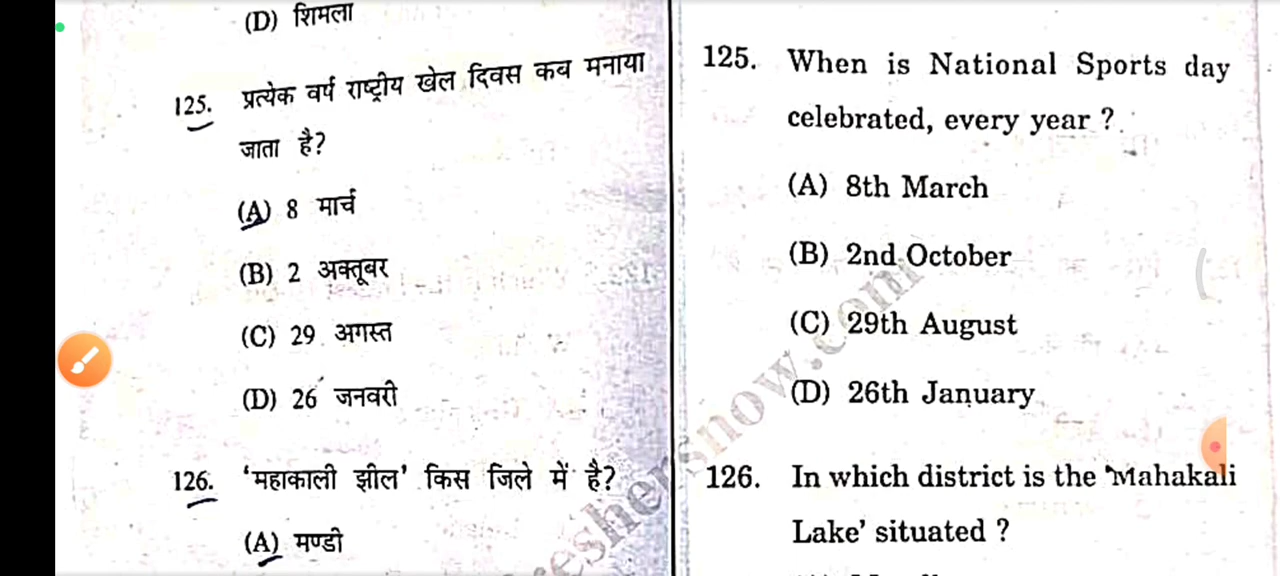 (D) शिमला
125. प्रत्येक वर्ष राष्ट्रीय खेल दिवस कब मनाया
जाता है?
(A) 8 मार्च
(B) 2 अक्तूबर
(C) 29 अगस्त
(D) 26 जनवरी
126. 'महाकाली झील' किस जिले में है?
(A) मण्डी
125. When is National Sports day
celebrated, every year ?
(A) 8th March
(B) 2nd October
(C) 29th August
(D) 26th January
126. In which district is the 'Mahakali
Lake' situated ?